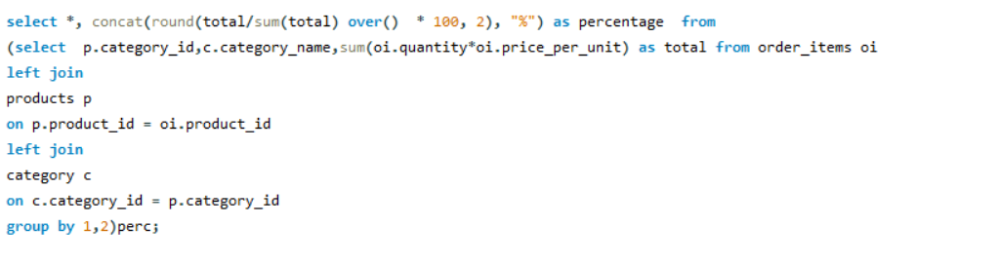 select *, concat(round(total/sum(total) over()  * 100, 2), "%") as percentage  from
(select  p.category_id,c.category_name,sum(oi.quantity*oi.price_per_unit) as total from order_items oi
left join
products p
on p.product_id = oi.product_id
left join
category c
on c.category_id = p.category_id
group by 1,2)perc;